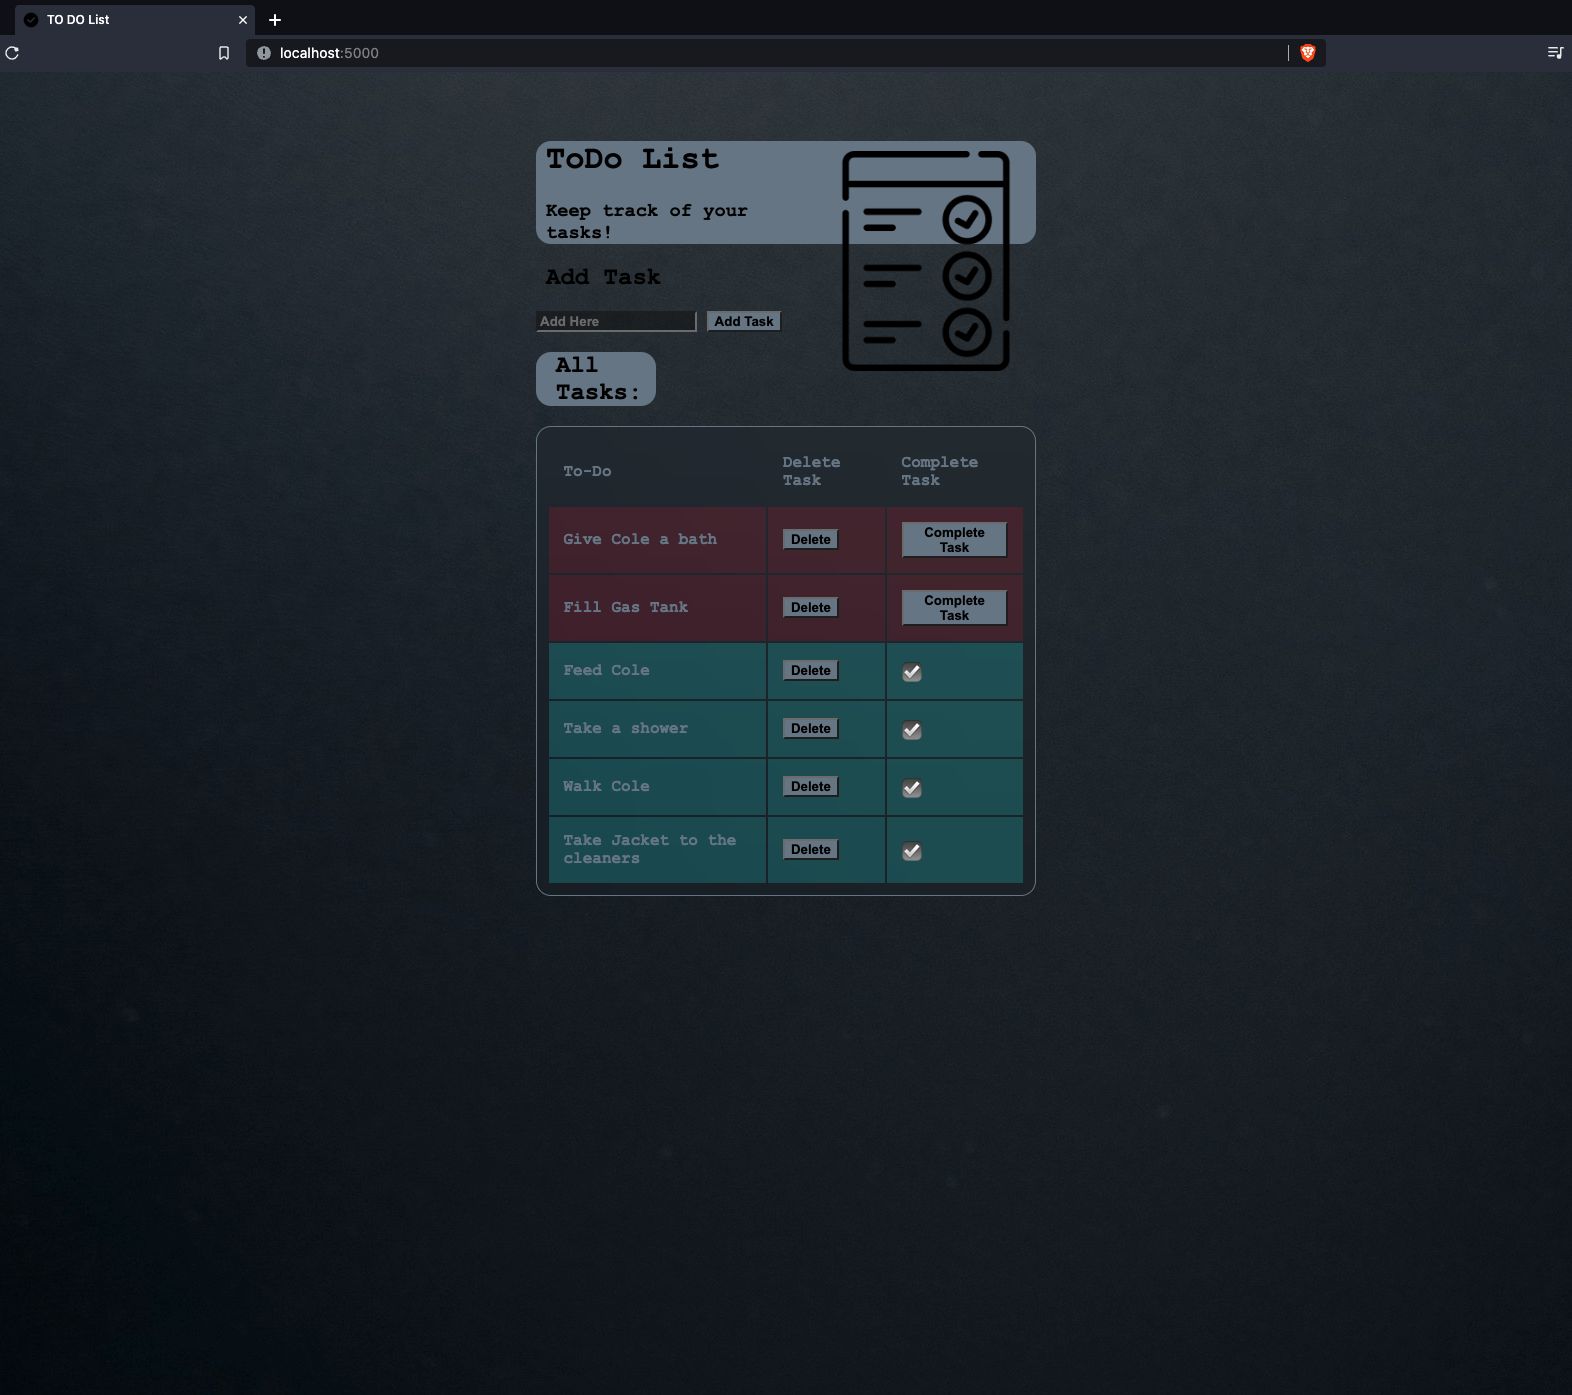 TO DO List
localhost:5000
ToDo List
Keep track of your
tasks!
Add Task
Add Here
Add Task
All
Tasks:
To-Do
Delete
Task
Complete
Task
Give Cole a bath
Delete
Complete
Task
Fill Gas Tank
Delete
Complete
Task
Feed Cole
Delete
Take a shower
Delete
Walk Cole
Delete
Take Jacket to the
cleaners
Delete